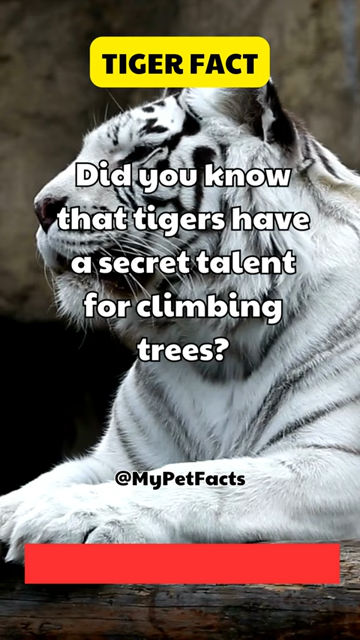 TIGER FACT
Did you know
that tigers have
a secret talent
for climbing
trees?
@MyPetFacts